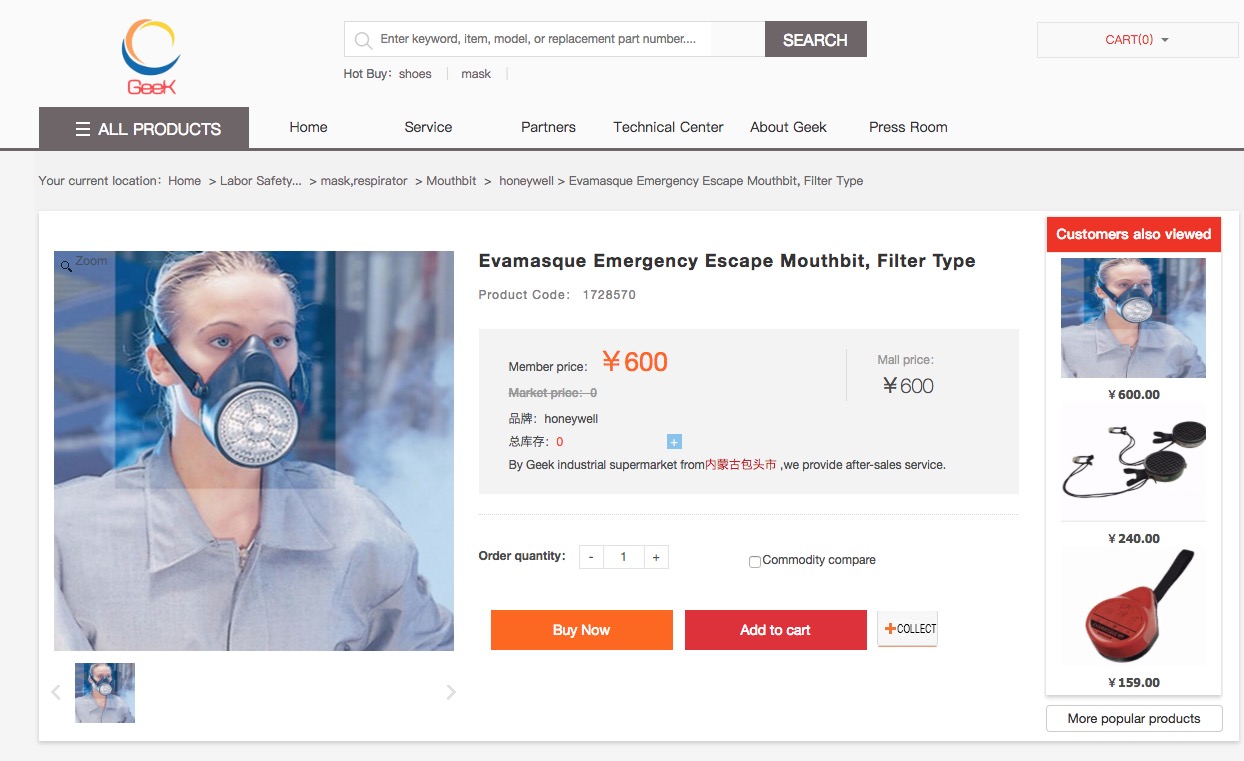 GeeK
Enter keyword, item, model, or replacement part number....
SEARCH
CART(0)
Hot Buy: shoes mask
ALL PRODUCTS
Home Service Partners Technical Center About Geek Press Room
Your current location: Home > Labor Safety... > mask,respirator > Mouthbit > honeywell > Evamasque Emergency Escape Mouthbit, Filter Type
Zoom
Evamasque Emergency Escape Mouthbit, Filter Type
Product Code: 1728570
Member price: ￥600
Market price: 0
品牌: honeywell
总库存: 0
+
By Geek industrial supermarket from内蒙古包头市 ,we provide after-sales service.
Mall price:
￥600
Order quantity: - 1 +
Commodity compare
Buy Now
Add to cart
+COLLECT
Customers also viewed
￥600.00
￥240.00
￥159.00
More popular products